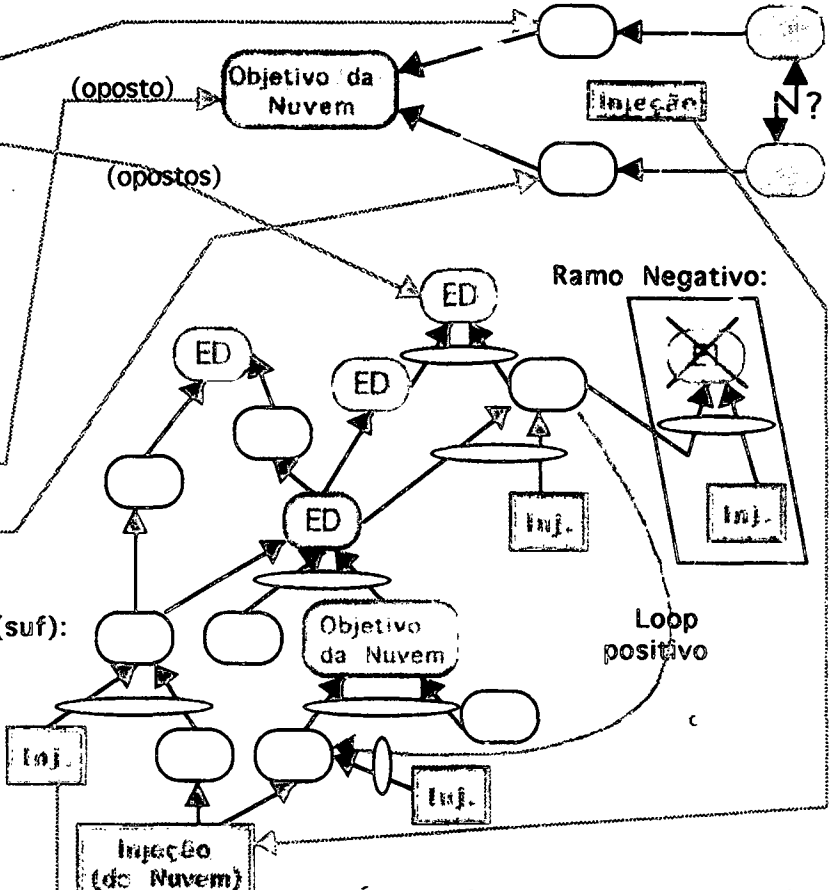 (oposto)
Objetivo da
Nuvem
Injeção
?
(opostos)
Ramo Negativo:
ED
ED
ED
ED
Inj.
Inj.
(suf):
Objetivo
da Nuvem
Loop
positivo
c
Inj.
Inj.
Injeção
(de Nuvem)